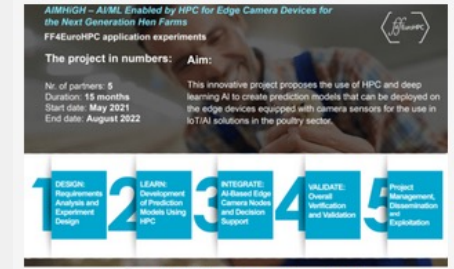 AIMHiGH – AI/ML Enabled by HPC for Edge Camera Devices for
the Next Generation Hen Farms
FF4EuroHPC application experiments
ff4EuroHPC
The project in numbers:
Nr. of partners: 5
Duration: 15 months
Start date: May 2021
End date: August 2022
Aim:
This innovative project proposes the use of HPC and deep
learning AI to create prediction models that can be deployed on
the edge devices equipped with camera sensors for the use in
IoT/AI solutions in the poultry sector.
1
DESIGN:
Requirements
Analysis and
Experiment
Design
2
LEARN:
Development
of Prediction
Models Using
HPC
3
INTEGRATE:
AI-Based Edge
Camera Nodes
and Decision
Support
4
VALIDATE:
Overall
Verification
and Validation
5
Project
Management,
Dissemination
and
Exploitation